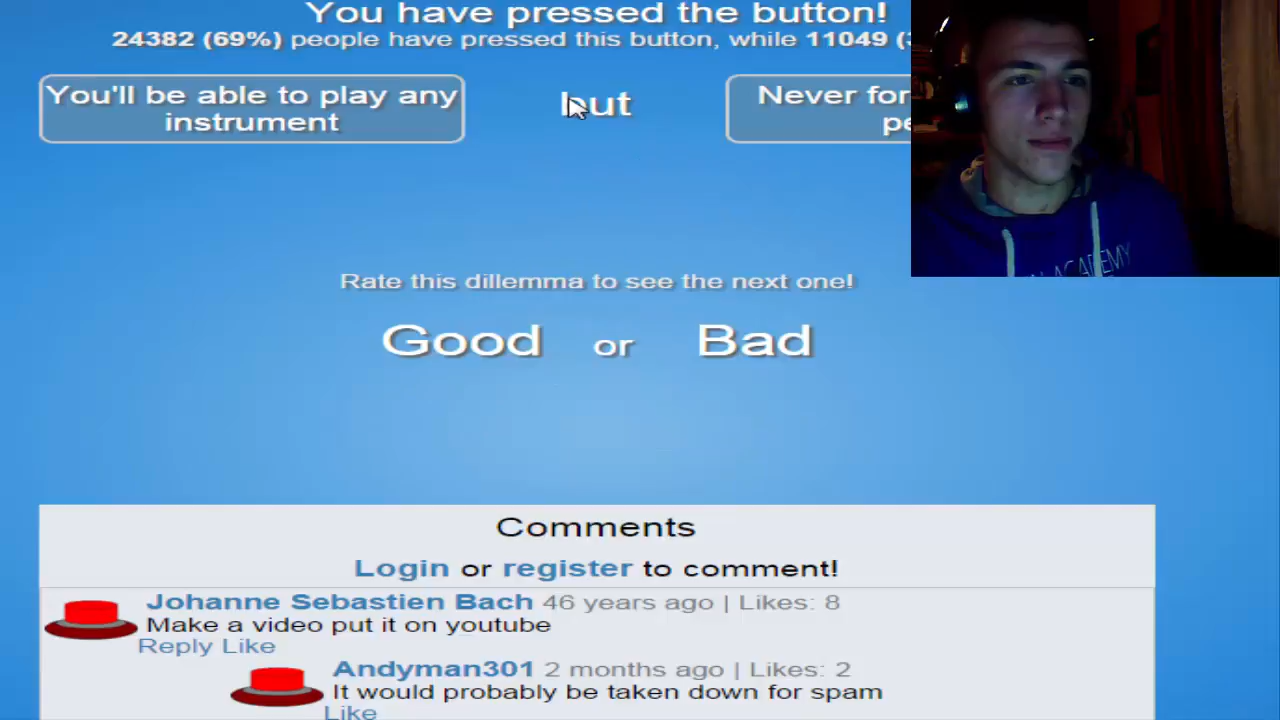 You have pressed the button!
24382 (69%) people have pressed this button, while 11049 (
You'll be able to play any
instrument
but
Never for
pe
Rate this dillemma to see the next one!
Good or Bad
Comments
Login or register to comment!
Johanne Sebastien Bach 46 years ago | Likes: 8
Make a video put it on youtube
Reply Like
Andyman301 2 months ago | Likes: 2
It would probably be taken down for spam
Like
ACADEMY